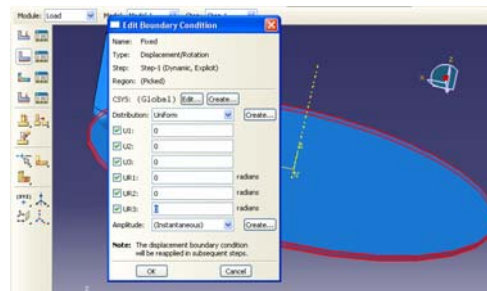 Module: Load
Edit Boundary Condition
Name: Fixed
Type: Displacement/Rotation
Step: Step-1 (Dynamic, Explicit)
Region: (Picked)
CSYS: (Global) Edit... Create...
Distribution: Uniform Create...
U1: 0
U2: 0
U3: 0
UR1: 0 radians
UR2: 0 radians
UR3: 0 radians
Amplitude: (Instantaneous) Create...
Note: The displacement boundary condition
will be reapplied in subsequent steps.
OK Cancel